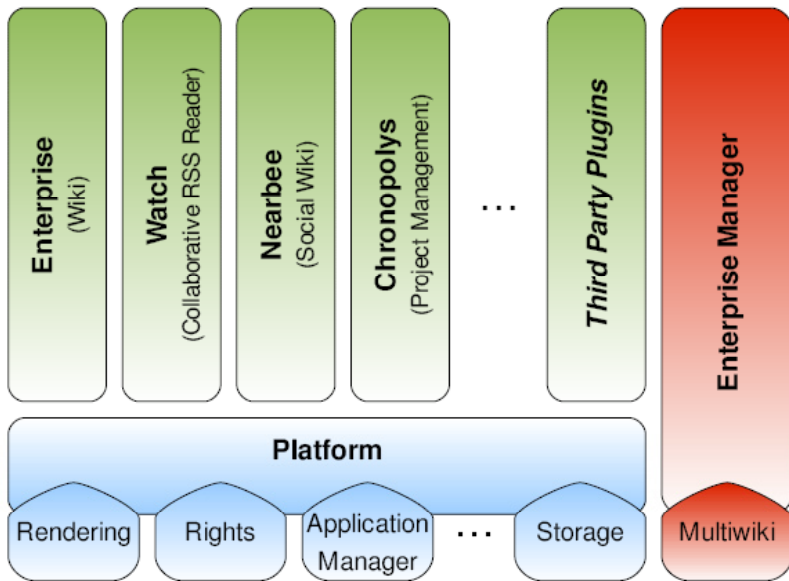 Enterprise
(Wiki)
Watch
(Collaborative RSS Reader)
Nearbee
(Social Wiki)
Chronopolys
(Project Management)
...
Third Party Plugins
Enterprise Manager
Platform
Rendering
Rights
Application
Manager
...
Storage
Multiwiki